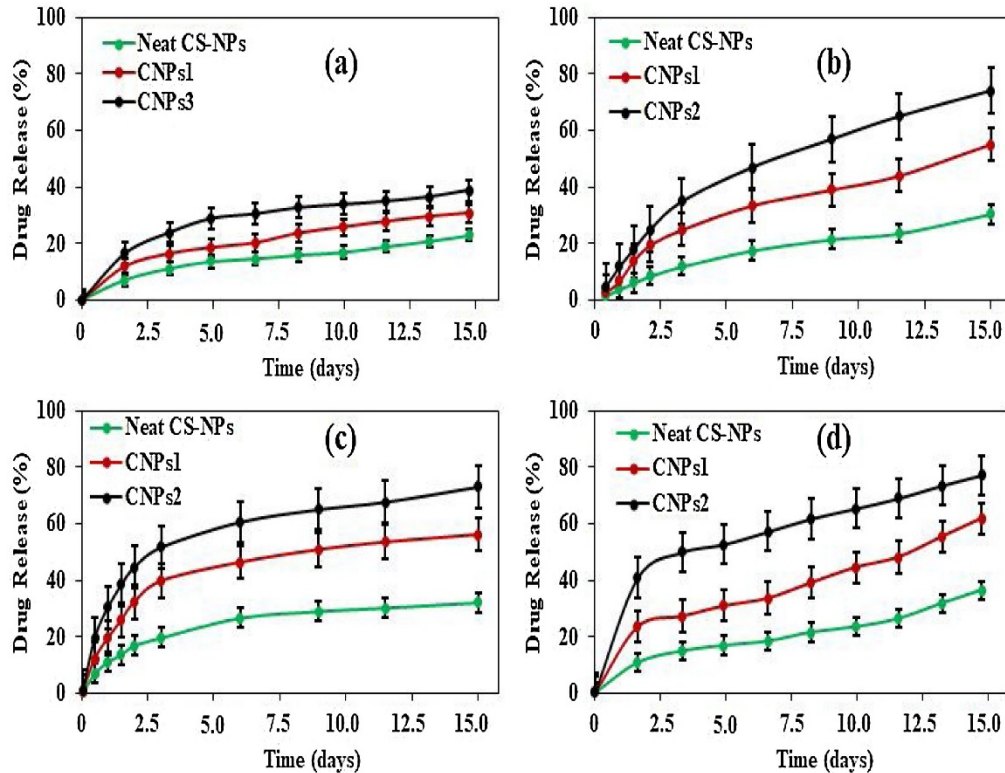 100
80
60
40
20
0
Drug Release (%)
Neat CS-NPs
CNPs1
CNPs3
(a)
0.0 2.5 5.0 7.5 10.0 12.5 15.0
Time (days)
100
80
60
40
20
0
Drug Release (%)
Neat CS-NPs
CNPs1
CNPs2
(b)
0.0 2.5 5.0 7.5 10.0 12.5 15.0
Time (days)
100
80
60
40
20
0
Drug Release (%)
Neat CS-NPs
CNPs1
CNPs2
(c)
0.0 2.5 5.0 7.5 10.0 12.5 15.0
Time (days)
100
80
60
40
20
0
Drug Release (%)
Neat CS-NPs
CNPs1
CNPs2
(d)
0 2.5 5.0 7.5 10.0 12.5 15.0
Time (days)